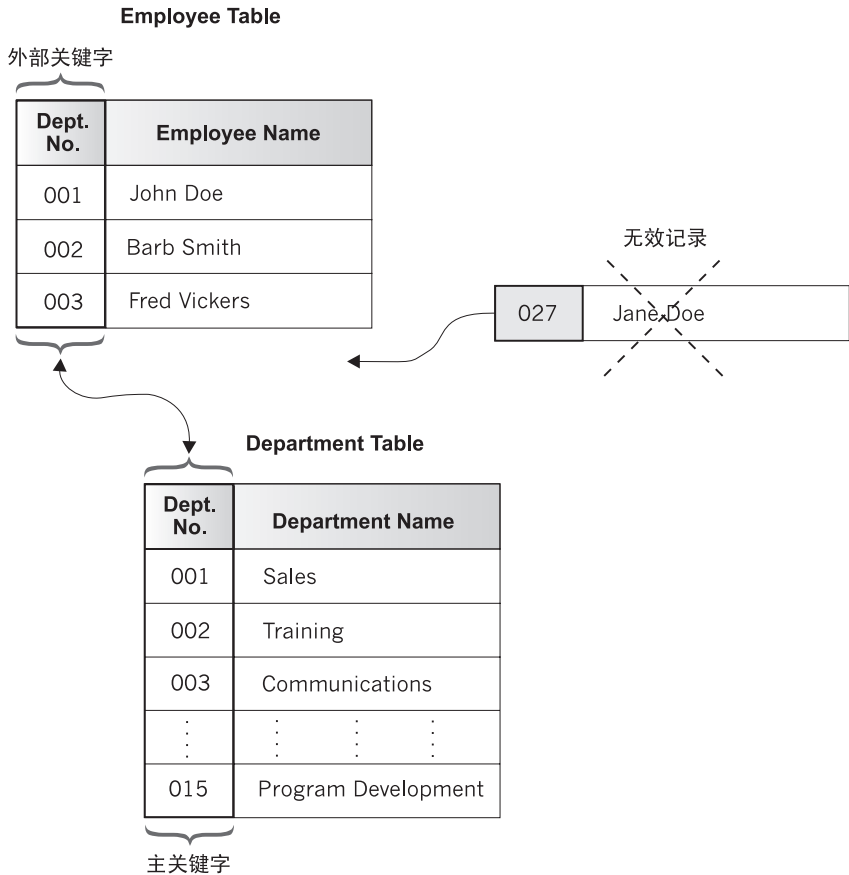 Employee Table
外部关键字
Dept. No.
Employee Name
001
John Doe
002
Barb Smith
003
Fred Vickers
无效记录
027
Jane Doe
Department Table
Dept. No.
Department Name
001
Sales
002
Training
003
Communications
015
Program Development
主关键字